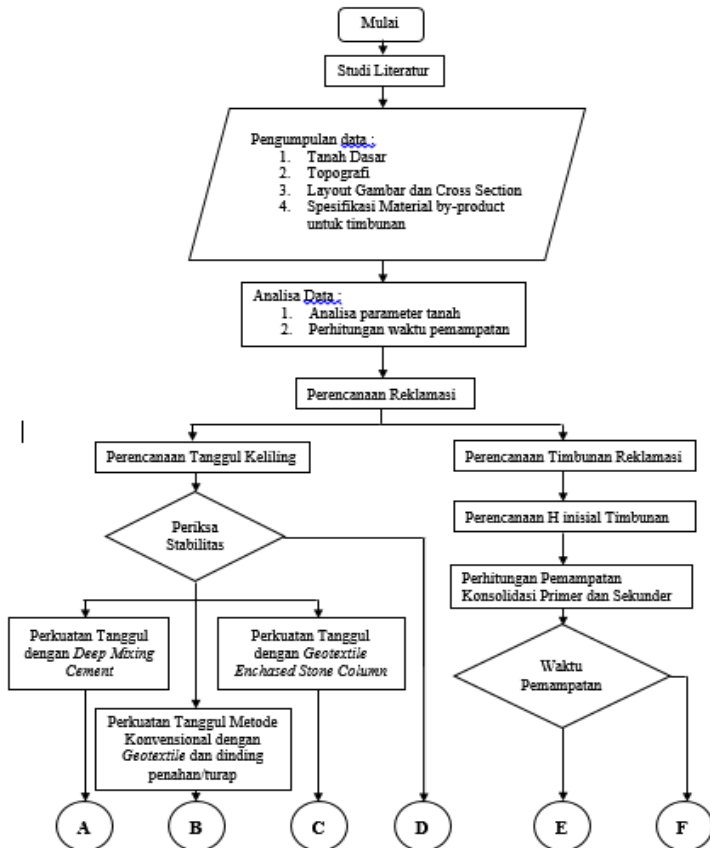 Mulai
Studi Literatur
Pengumpulan data :
1. Tanah Dasar
2. Topografi
3. Layout Gambar dan Cross Section
4. Spesifikasi Material by-product
untuk timbunan
Analisa Data :
1. Analisa parameter tanah
2. Perhitungan waktu pemampatan
Perencanaan Reklamasi
Perencanaan Tanggul Keliling
Periksa
Stabilitas
Perkuatan Tanggul
dengan Deep Mixing
Cement
Perkuatan Tanggul Metode
Konvensional dengan
Geotextile dan dinding
penahan/turap
Perkuatan Tanggul
dengan Geotextile
Enchased Stone Column
Perencanaan Timbunan Reklamasi
Perencanaan H inisial Timbunan
Perhitungan Pemampatan
Konsolidasi Primer dan Sekunder
Waktu
Pemampatan
A
B
C
D
E
F